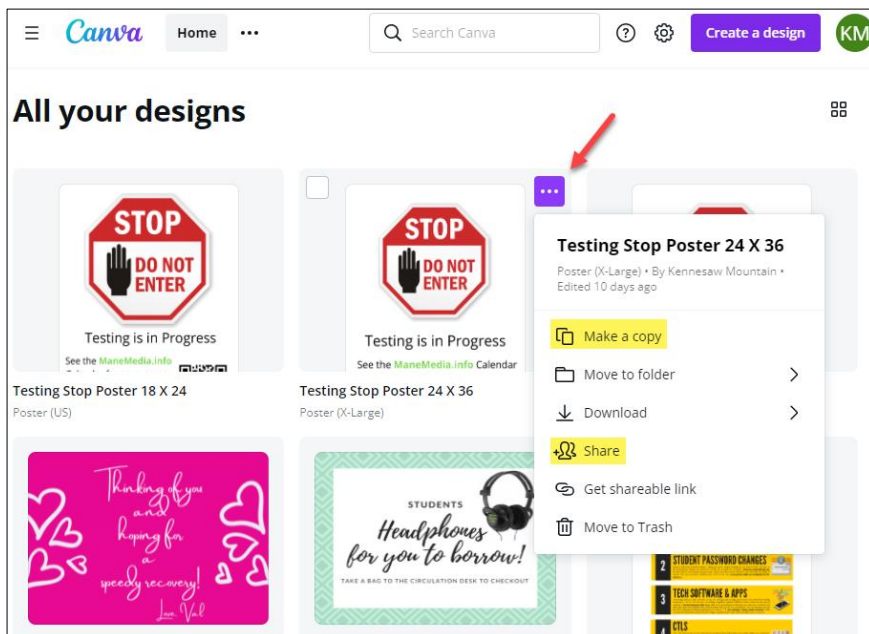 Canva
Home
Search Canva
Create a design
KM
All your designs
STOP
DO NOT
ENTER
Testing is in Progress
See the ManeMedia.info
Testing Stop Poster 18 X 24
Poster (US)
STOP
DO NOT
ENTER
Testing is in Progress
See the ManeMedia.info Calendar
Testing Stop Poster 24 X 36
Poster (X-Large)
Testing Stop Poster 24 X 36
Poster (X-Large) • By Kennesaw Mountain •
Edited 10 days ago
Make a copy
Move to folder
Download
Share
Get shareable link
Move to Trash
Thinking of you
and
hoping for
a
speedy recovery!
Love, Val
STUDENTS
Headphones
for you to borrow!
TAKE A BAG TO THE CIRCULATION DESK TO CHECKOUT
2 STUDENT PASSWORD CHANGES
3 TECH SOFTWARE & APPS
4 CTLS